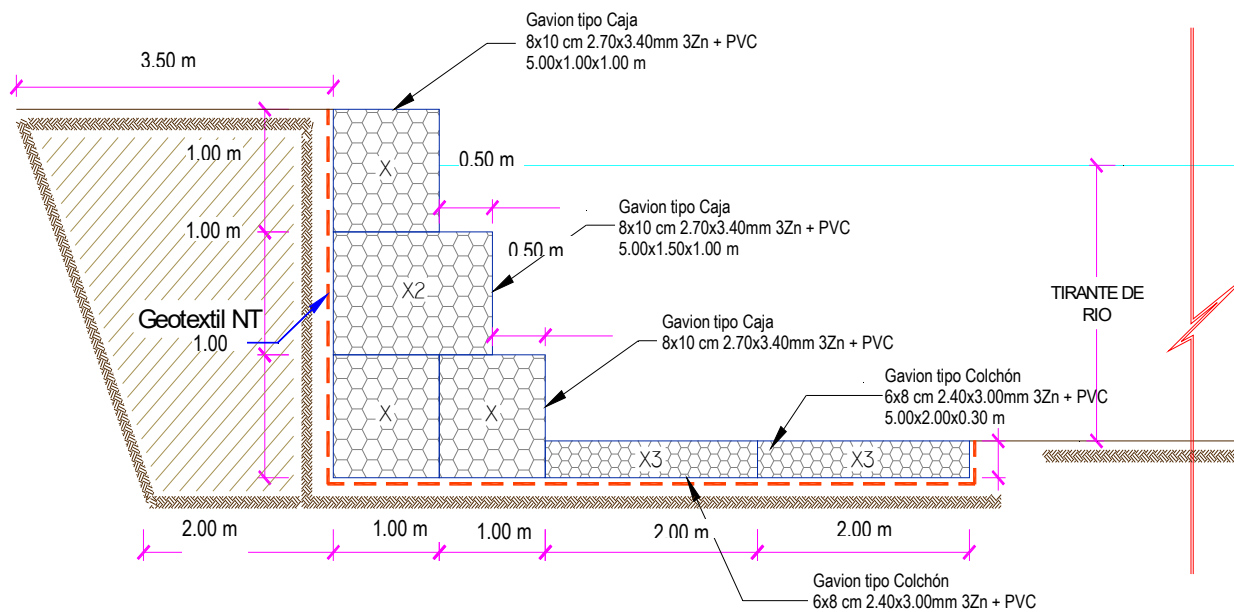 Gavion tipo Caja
8x10 cm 2.70x3.40mm 3Zn + PVC
5.00x1.00x1.00 m
3.50 m
1.00 m
X
0.50 m
Gavion tipo Caja
8x10 cm 2.70x3.40mm 3Zn + PVC
5.00x1.50x1.00 m
1.00 m
0.50 m
X2
TIRANTE DE
RIO
Geotextil NT
1.00
Gavion tipo Caja
8x10 cm 2.70x3.40mm 3Zn + PVC
Gavion tipo Colchón
6x8 cm 2.40x3.00mm 3Zn + PVC
5.00x2.00x0.30 m
X
X
X3
X3
2.00 m
1.00 m
1.00 m
2.00 m
2.00 m
Gavion tipo Colchón
6x8 cm 2.40x3.00mm 3Zn + PVC